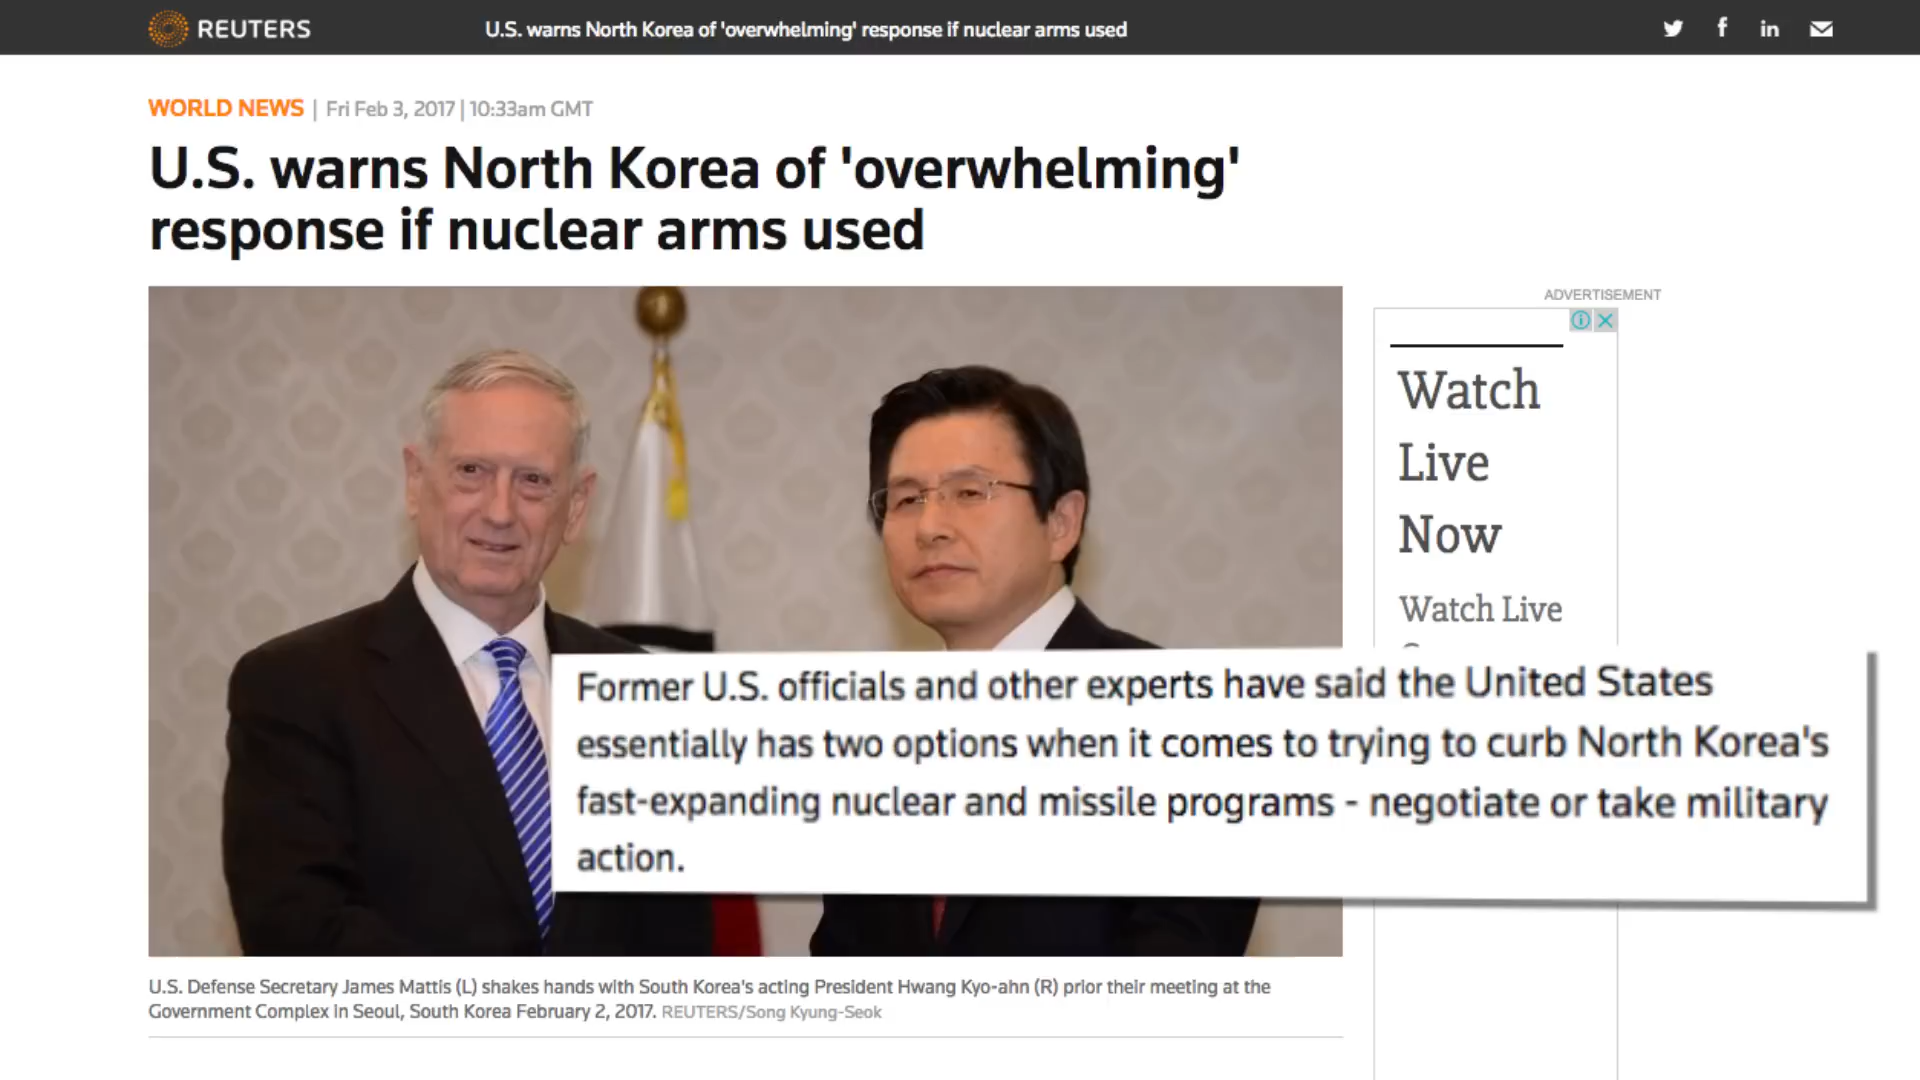 REUTERS
U.S. warns North Korea of 'overwhelming' response if nuclear arms used
WORLD NEWS | Fri Feb 3, 2017 | 10:33am GMT
U.S. warns North Korea of 'overwhelming'
response if nuclear arms used
ADVERTISEMENT
Watch
Live
Now
Watch Live
Former U.S. officials and other experts have said the United States
essentially has two options when it comes to trying to curb North Korea's
fast-expanding nuclear and missile programs - negotiate or take military
action.
U.S. Defense Secretary James Mattis (L) shakes hands with South Korea's acting President Hwang Kyo-ahn (R) prior their meeting at the
Government Complex in Seoul, South Korea February 2, 2017. REUTERS/Song Kyung-Seok